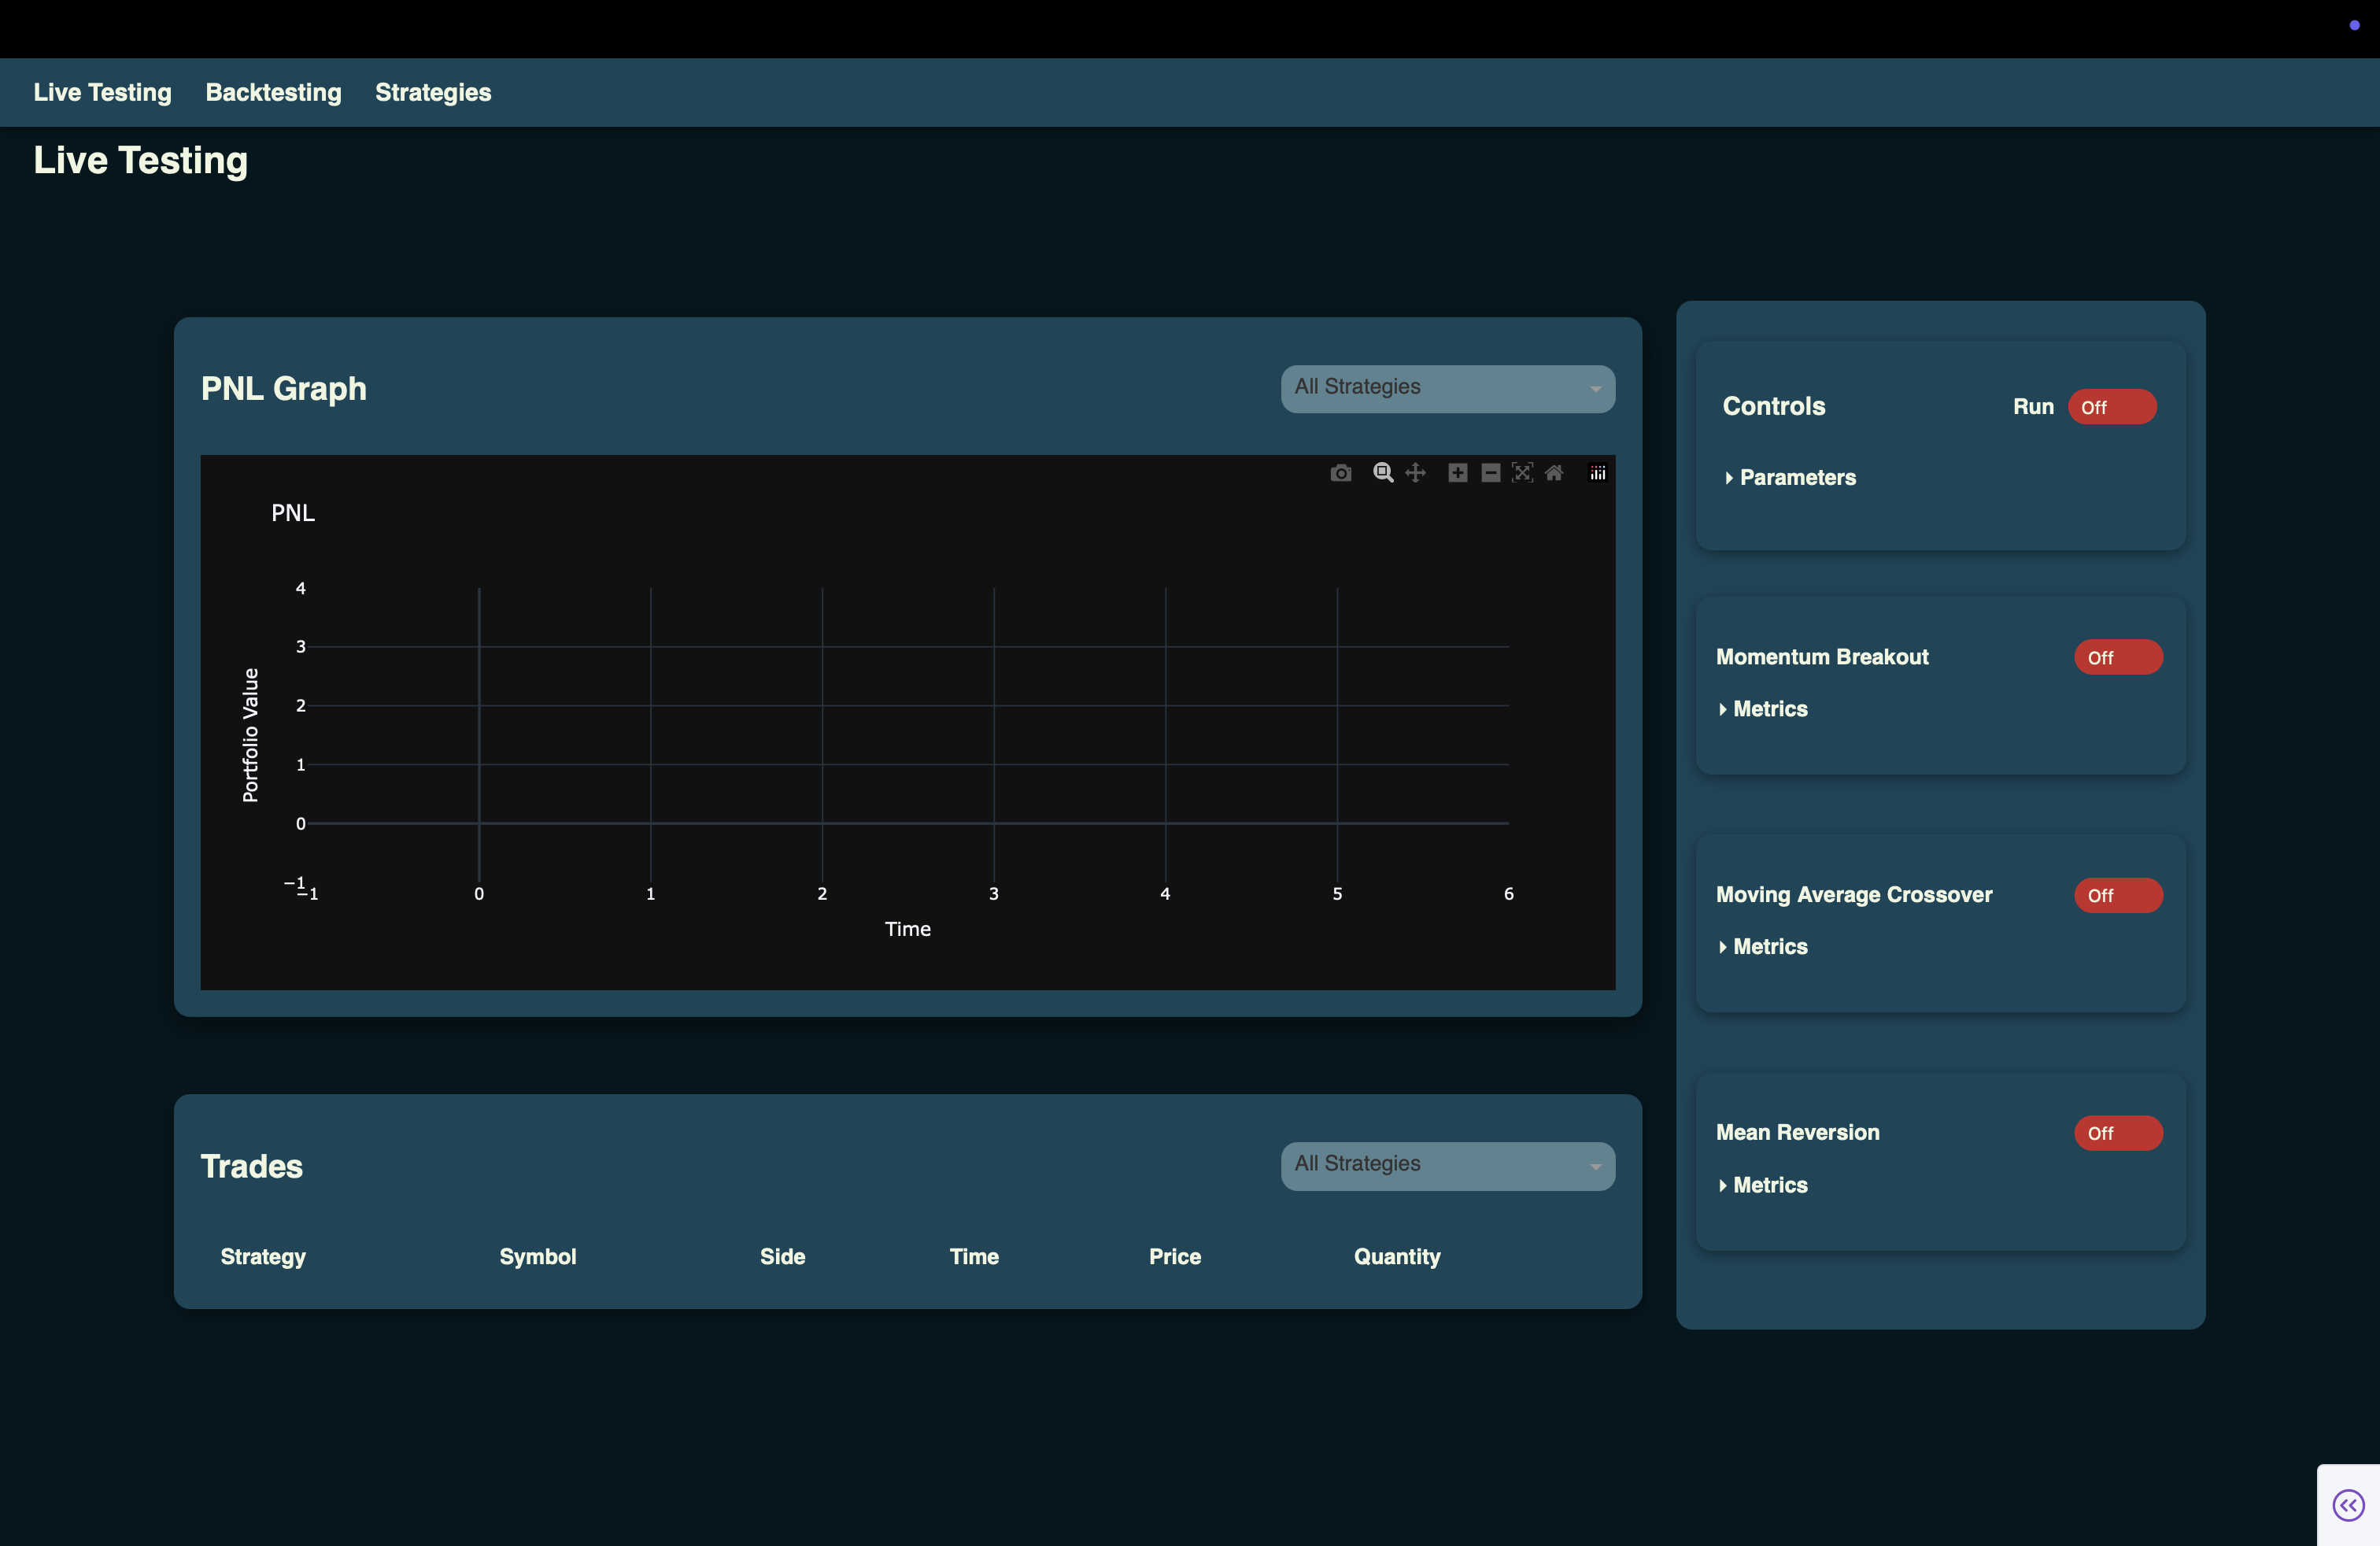 Live Testing Backtesting Strategies
Live Testing
PNL Graph
All Strategies
PNL
4
3
2
1
0
−1
Portfolio Value
−1 0 1 2 3 4 5 6
Time
Trades
All Strategies
Strategy Symbol Side Time Price Quantity
Controls Run Off
Parameters
Momentum Breakout Off
Metrics
Moving Average Crossover Off
Metrics
Mean Reversion Off
Metrics